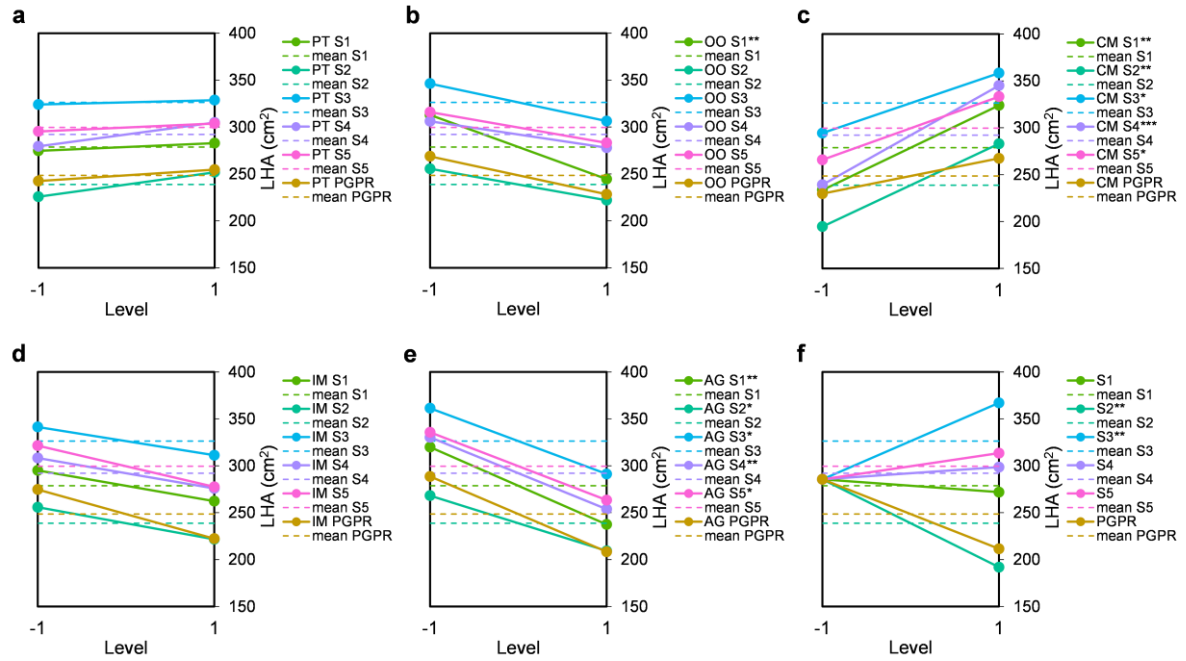 a
400
350
300
250
200
150
LHA (cm²)
-1
1
Level
PT S1
mean S1
PT S2
mean S2
PT S3
mean S3
PT S4
mean S4
PT S5
mean S5
PT PGPR
mean PGPR
b
400
350
300
250
200
150
LHA (cm²)
-1
1
Level
OO S1**
mean S1
OO S2
mean S2
OO S3
mean S3
OO S4
mean S4
OO S5
mean S5
OO PGPR
mean PGPR
c
400
350
300
250
200
150
LHA (cm²)
-1
1
Level
CM S1**
mean S1
CM S2**
mean S2
CM S3*
mean S3
CM S4***
mean S4
CM S5*
mean S5
CM PGPR
mean PGPR
d
400
350
300
250
200
150
LHA (cm²)
-1
1
Level
IM S1
mean S1
IM S2
mean S2
IM S3
mean S3
IM S4
mean S4
IM S5
mean S5
IM PGPR
mean PGPR
e
400
350
300
250
200
150
LHA (cm²)
-1
1
Level
AG S1**
mean S1
AG S2*
mean S2
AG S3*
mean S3
AG S4**
mean S4
AG S5*
mean S5
AG PGPR
mean PGPR
f
400
350
300
250
200
150
LHA (cm²)
-1
1
Level
S1
mean S1
S2**
mean S2
S3**
mean S3
S4
mean S4
S5
mean S5
PGPR
mean PGPR